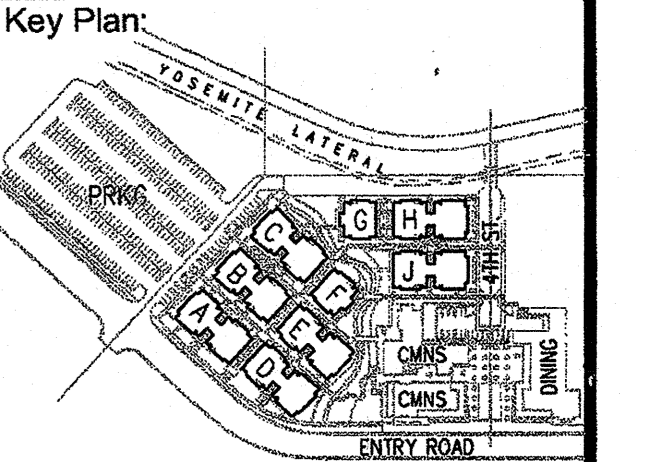 Key Plan:
YOSEMITE LATERAL
PRKG
G
H
C
4TH ST
B
J
F
A
E
CMNS
D
DINING
CMNS
ENTRY ROAD